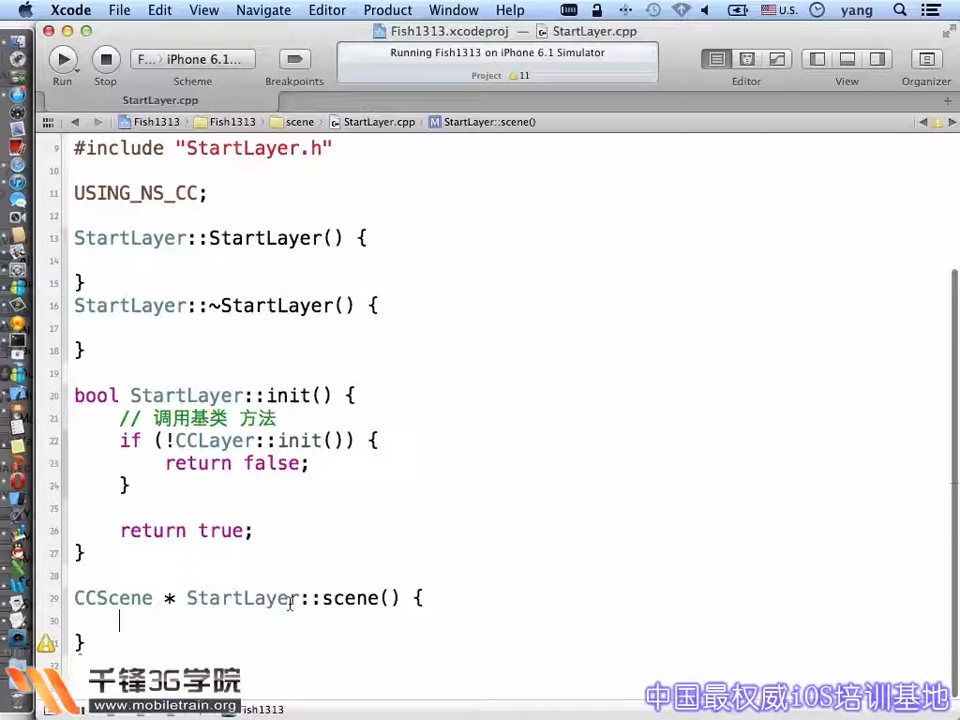 Xcode File Edit View Navigate Editor Product Window Help U.S. yang
Fish1313.xcodeproj — StartLayer.cpp
F...› iPhone 6.1...
Running Fish1313 on iPhone 6.1 Simulator
Project 11
Run Stop Scheme Breakpoints Editor View Organizer
StartLayer.cpp
Fish1313 Fish1313 scene StartLayer.cpp M StartLayer::scene()
9 #include "StartLayer.h"
10
11 USING_NS_CC;
12
13 StartLayer::StartLayer() {
14
15 }
16 StartLayer::~StartLayer() {
17
18 }
19
20 bool StartLayer::init() {
21 // 调用基类 方法
22 if (!CCLayer::init()) {
23 return false;
24 }
25
26 return true;
27 }
28
29 CCScene * StartLayer::scene() {
30
31 }
32
千锋3G学院
www.mobiletrain.org
Fish1313
中国最权威iOS培训基地